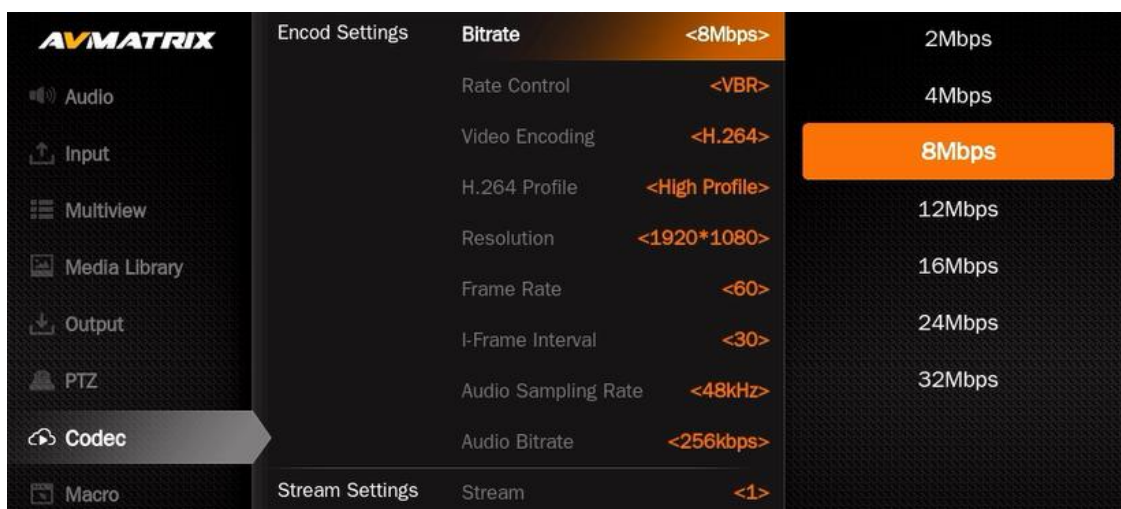 AVMATRIX
Audio
Input
Multiview
Media Library
Output
PTZ
Codec
Macro
Encod Settings
Bitrate <8Mbps>
Rate Control <VBR>
Video Encoding <H.264>
H.264 Profile <High Profile>
Resolution <1920*1080>
Frame Rate <60>
I-Frame Interval <30>
Audio Sampling Rate <48kHz>
Audio Bitrate <256kbps>
Stream Settings
Stream <1>
2Mbps
4Mbps
8Mbps
12Mbps
16Mbps
24Mbps
32Mbps